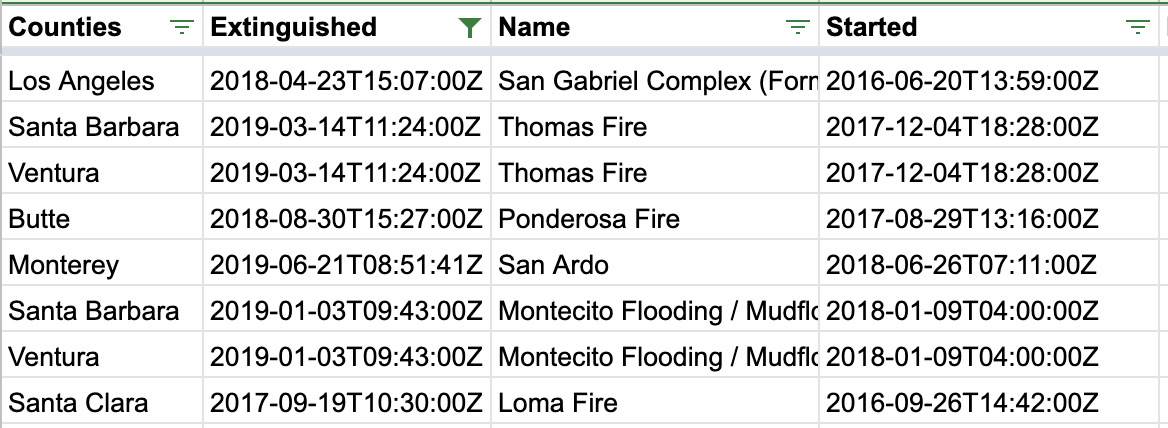 Counties Extinguished Name Started
Los Angeles 2018-04-23T15:07:00Z San Gabriel Complex (Forn 2016-06-20T13:59:00Z
Santa Barbara 2019-03-14T11:24:00Z Thomas Fire 2017-12-04T18:28:00Z
Ventura 2019-03-14T11:24:00Z Thomas Fire 2017-12-04T18:28:00Z
Butte 2018-08-30T15:27:00Z Ponderosa Fire 2017-08-29T13:16:00Z
Monterey 2019-06-21T08:51:41Z San Ardo 2018-06-26T07:11:00Z
Santa Barbara 2019-01-03T09:43:00Z Montecito Flooding / Mudflo 2018-01-09T04:00:00Z
Ventura 2019-01-03T09:43:00Z Montecito Flooding / Mudflo 2018-01-09T04:00:00Z
Santa Clara 2017-09-19T10:30:00Z Loma Fire 2016-09-26T14:42:00Z